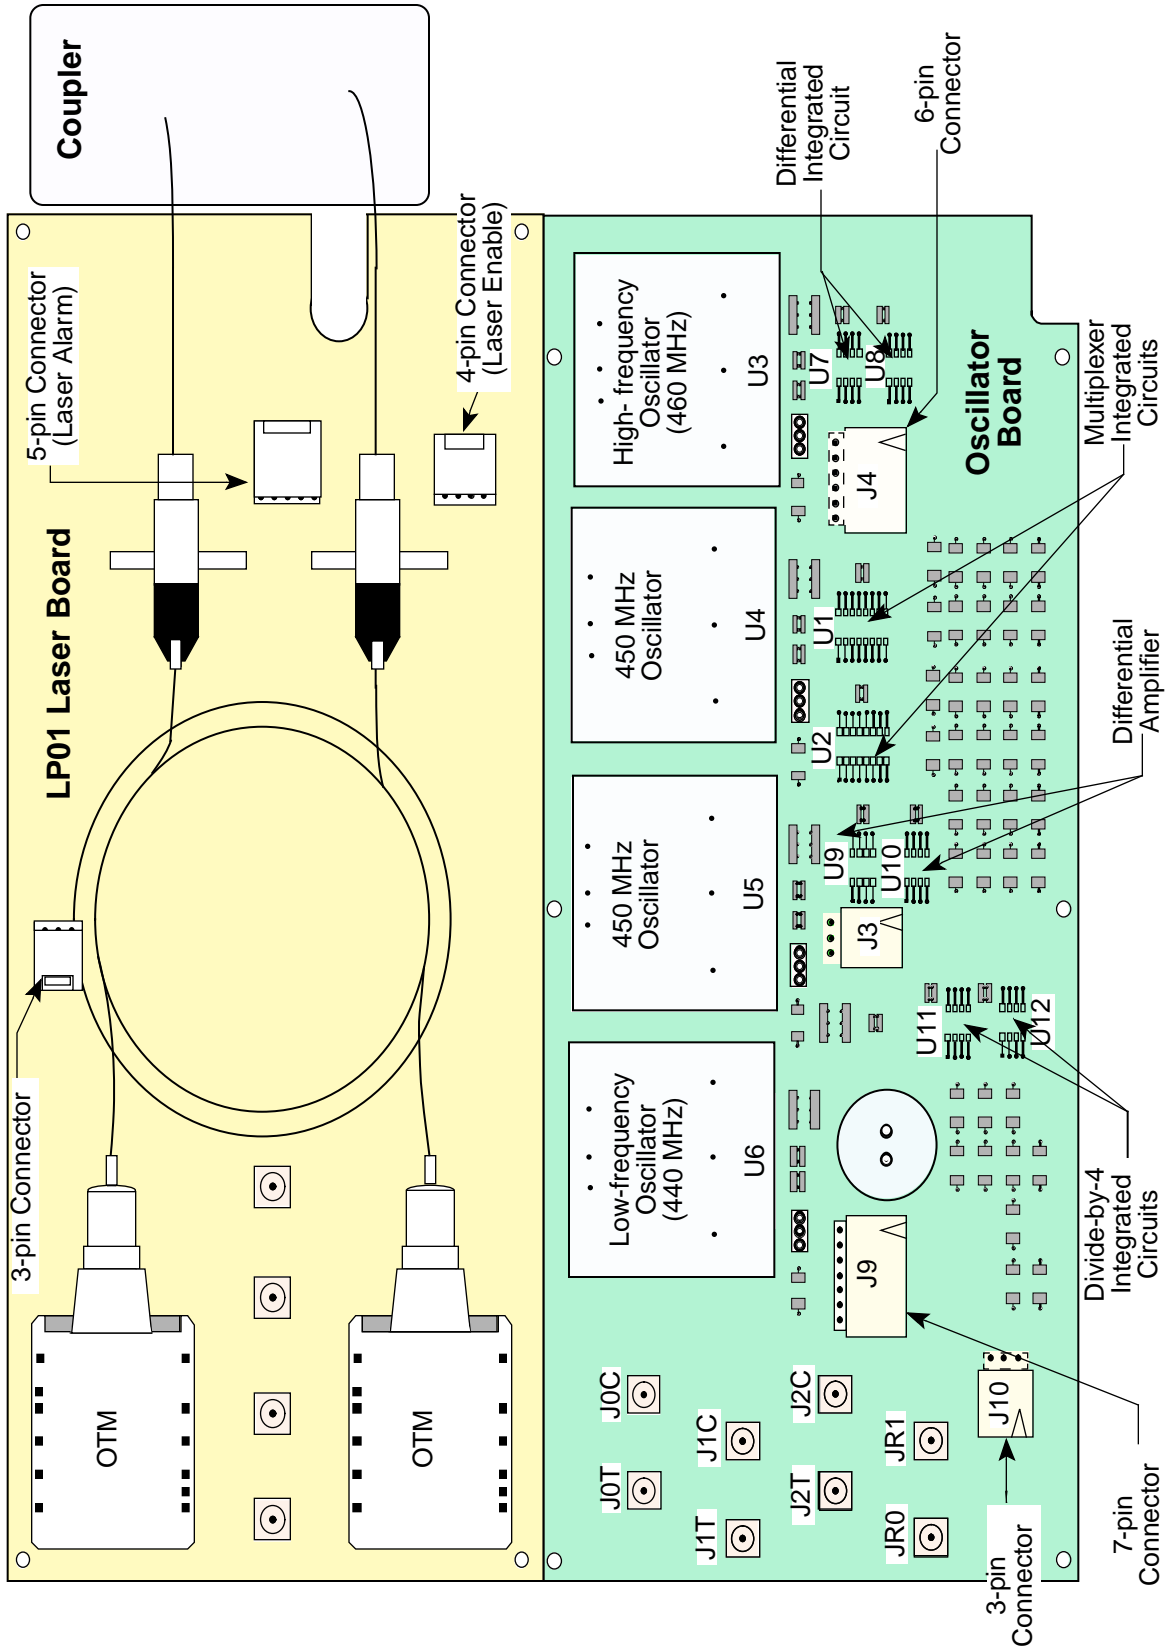 Coupler
5-pin Connector
(Laser Alarm)
4-pin Connector
(Laser Enable)
LP01 Laser Board
3-pin Connector
OTM
OTM
Differential
Integrated
Circuit
6-pin
Connector
High- frequency
Oscillator
(460 MHz)
U3
U7
U8
J4
Oscillator
Board
Multiplexer
Integrated
Circuits
450 MHz
Oscillator
U4
U1
U2
Differential
Amplifier
450 MHz
Oscillator
U5
U9
U10
J3
U11
U12
Low-frequency
Oscillator
(440 MHz)
U6
J9
Divide-by-4
Integrated
Circuits
J0C
J1C
J2C
JR1
J10
J0T
J1T
J2T
JR0
3-pin
Connector
7-pin
Connector